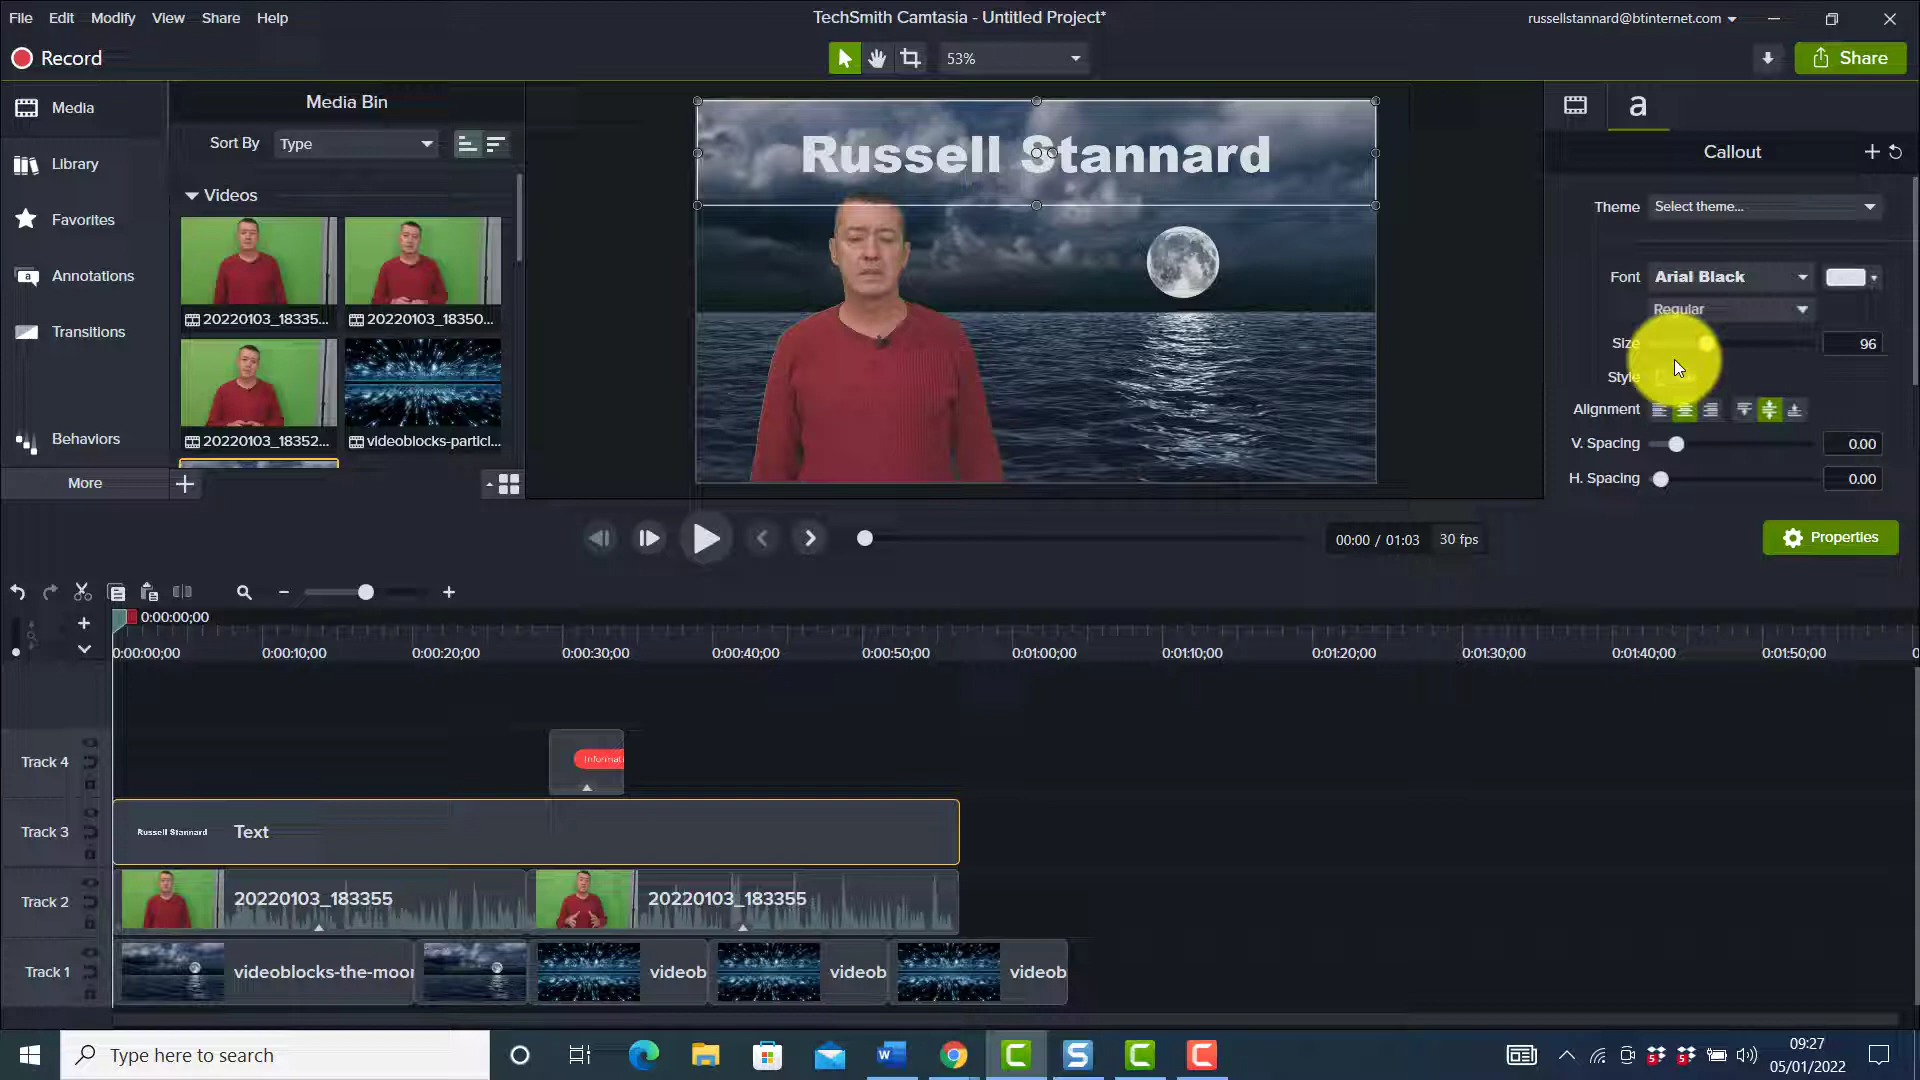 File Edit Modify View Share Help
TechSmith Camtasia - Untitled Project*
russellstannard@btinternet.com
Record
53%
Share
Media
Library
Favorites
Annotations
Transitions
Behaviors
More
Media Bin
Sort By Type
Videos
20220103_18335...
20220103_18350...
20220103_18352...
videoblocks-particl...
Russell Stannard
a
Callout
Theme Select theme...
Font Arial Black
Regular
Size 96
Style
Alignment
V. Spacing 0.00
H. Spacing 0.00
00:00 / 01:03 30 fps
Properties
0:00:00;00
0:00:00;00 0:00:10;00 0:00:20;00 0:00:30;00 0:00:40;00 0:00:50;00 0:01:00;00 0:01:10;00 0:01:20;00 0:01:30;00 0:01:40;00 0:01:50;00
Track 4
Informati
Track 3
Russell Stannard Text
Track 2
20220103_183355
20220103_183355
Track 1
videoblocks-the-moon
videob
videob
videob
Type here to search
09:27
05/01/2022